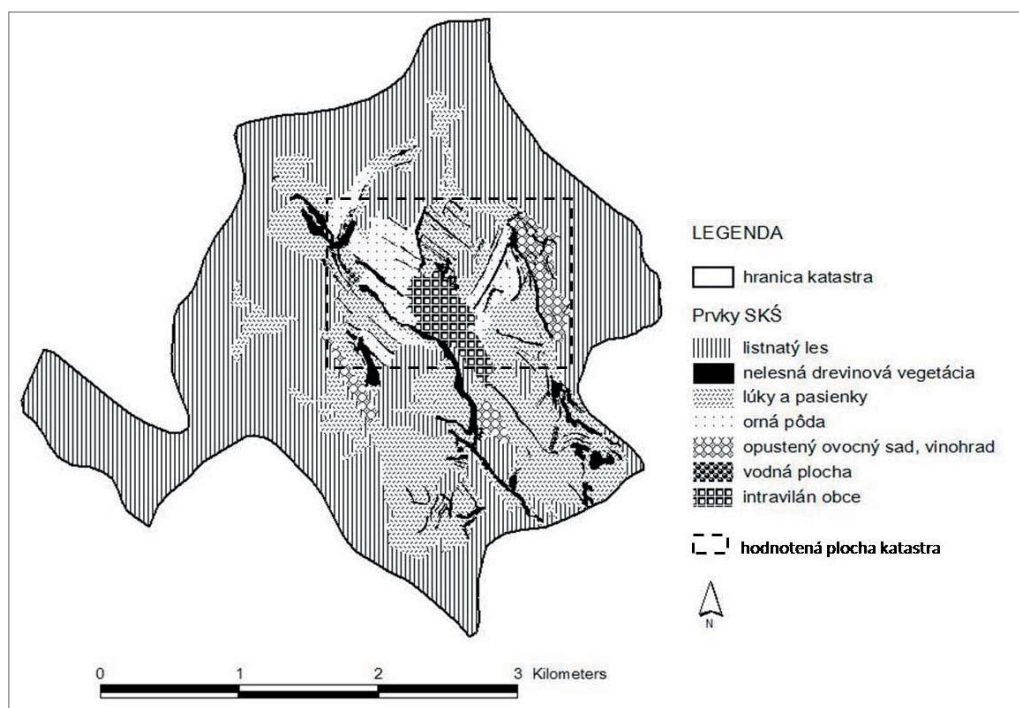 LEGENDA
hranica katastra
Prvky SKŚ
listnatý les
nelesná drevinová vegetácia
lúky a pasienky
orná pôda
opustený ovocný sad, vinohrad
vodná plocha
intravilán obce
hodnotená plocha katastra
N
0 1 2 3 Kilometers